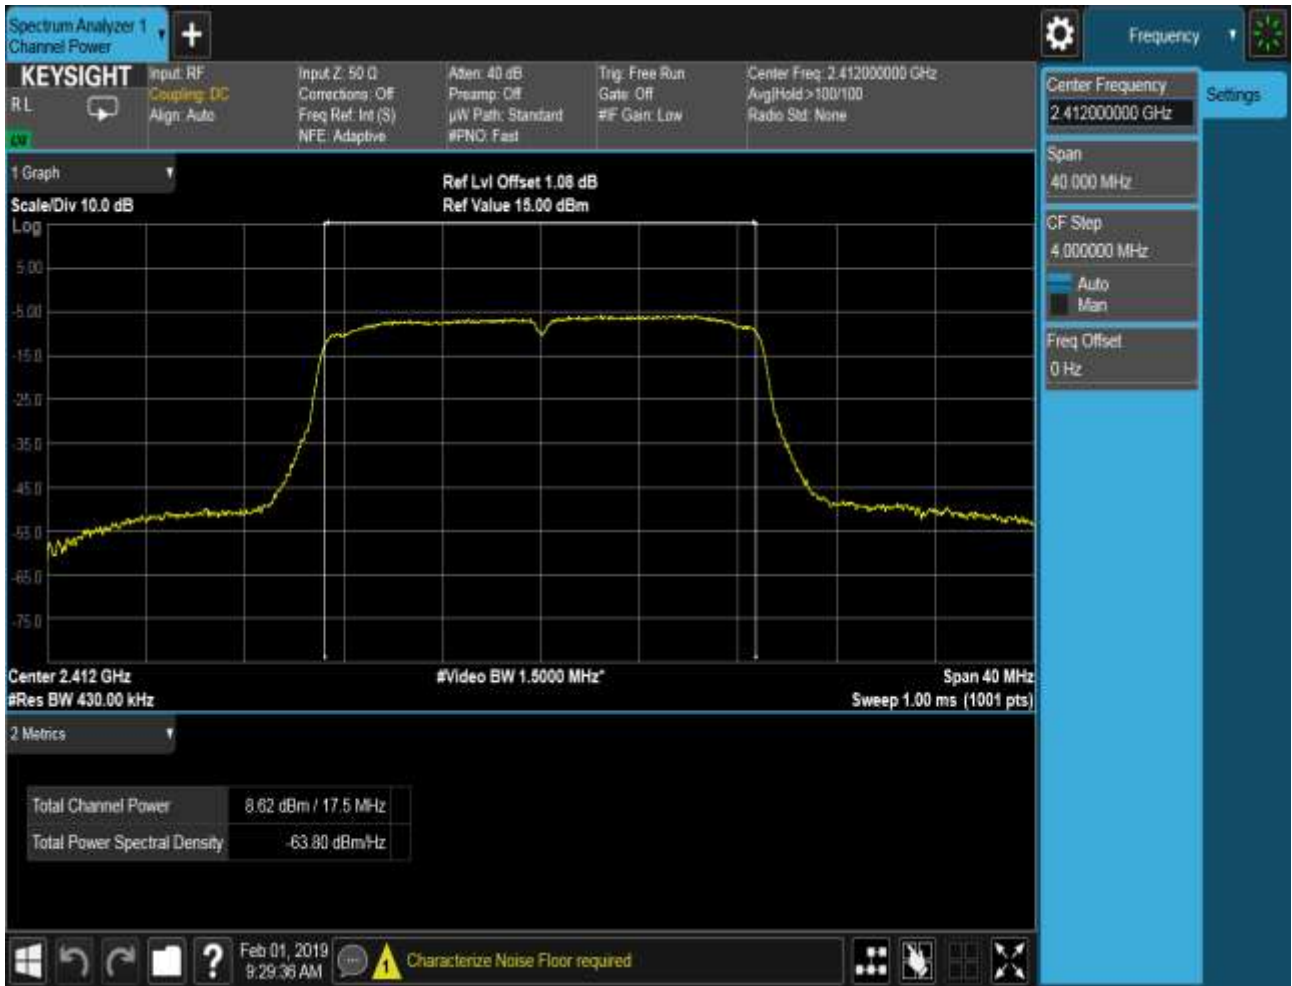 Spectrum Analyzer 1
Channel Power
Frequency
KEYSIGHT
R L
LXI
Input: RF
Coupling: DC
Align: Auto
Input Z: 50 Ω
Corrections: Off
Freq Ref: Int (S)
NFE: Adaptive
Atten: 40 dB
Preamp: Off
µW Path: Standard
#PNO: Fast
Trig: Free Run
Gate: Off
#IF Gain: Low
Center Freq: 2.412000000 GHz
Avg|Hold:>100/100
Radio Std: None
Center Frequency
2.412000000 GHz
Settings
Span
40.000 MHz
CF Step
4.000000 MHz
Auto
Man
Freq Offset
0 Hz
1 Graph
Scale/Div 10.0 dB
Ref Lvl Offset 1.08 dB
Ref Value 15.00 dBm
Log
5.00
-5.00
-15.0
-25.0
-35.0
-45.0
-55.0
-65.0
-75.0
Center 2.412 GHz
#Video BW 1.5000 MHz*
Span 40 MHz
#Res BW 430.00 kHz
Sweep 1.00 ms (1001 pts)
2 Metrics
Total Channel Power 8.62 dBm / 17.5 MHz
Total Power Spectral Density -63.80 dBm/Hz
?
Feb 01, 2019
9:29:36 AM
1
Characterize Noise Floor required